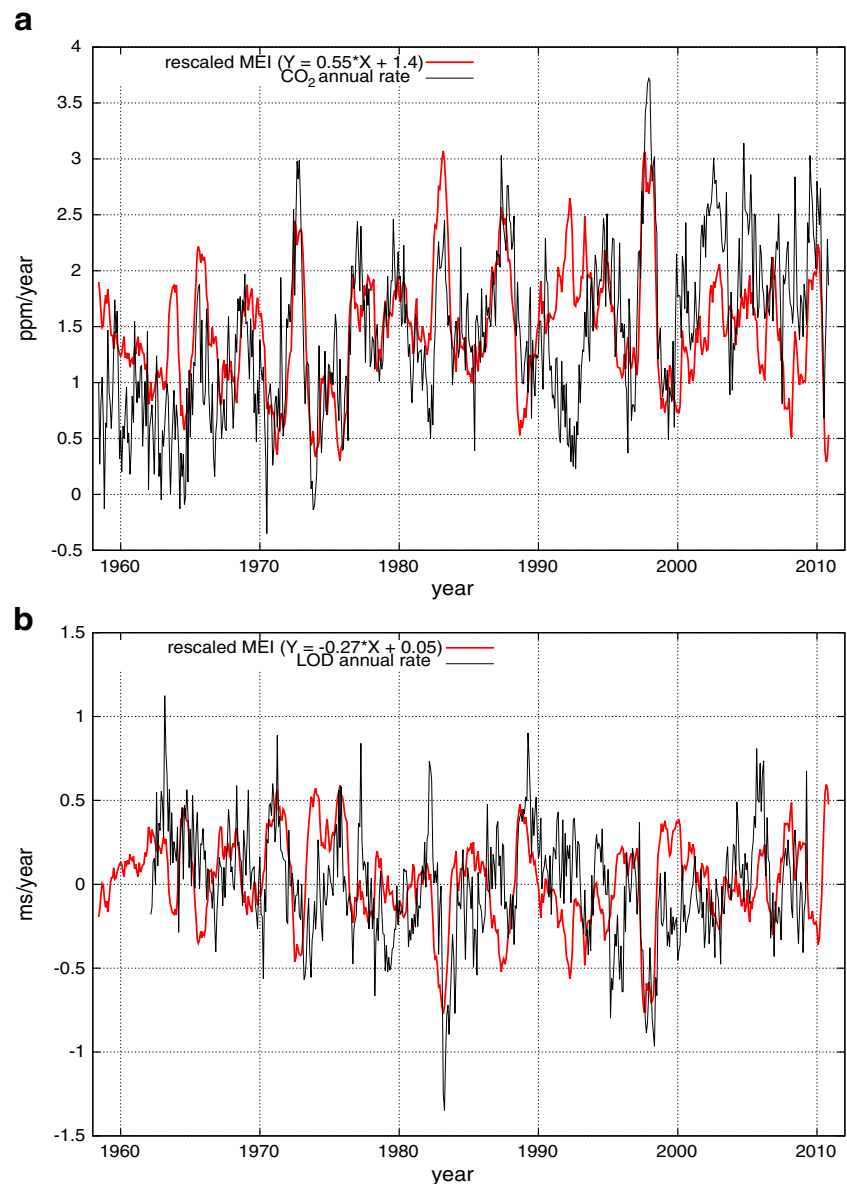 a
rescaled MEI (Y = 0.55*X + 1.4)
CO₂ annual rate
4
3.5
3
2.5
2
1.5
1
0.5
0
-0.5
ppm/year
1960 1970 1980 1990 2000 2010
year
b
rescaled MEI (Y = -0.27*X + 0.05)
LOD annual rate
1.5
1
0.5
0
-0.5
-1
-1.5
ms/year
1960 1970 1980 1990 2000 2010
year